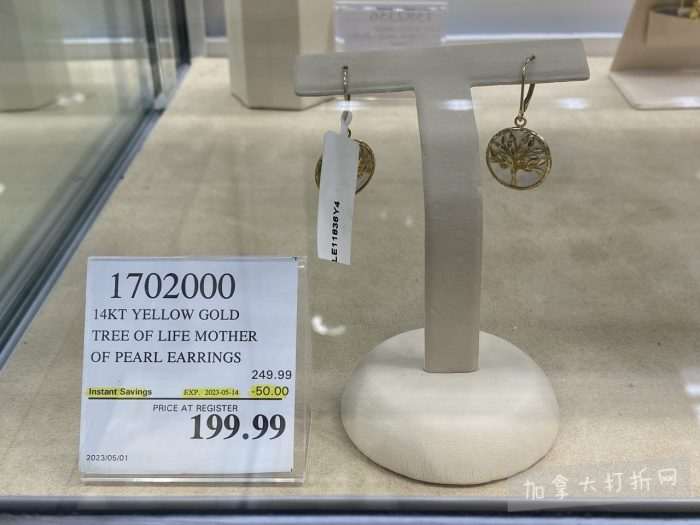 1702000
14KT YELLOW GOLD
TREE OF LIFE MOTHER
OF PEARL EARRINGS
249.99
Instant Savings EXP. 2023-05-14 -50.00
PRICE AT REGISTER
199.99
2023/05/01
LE11836Y4
加拿大打折网